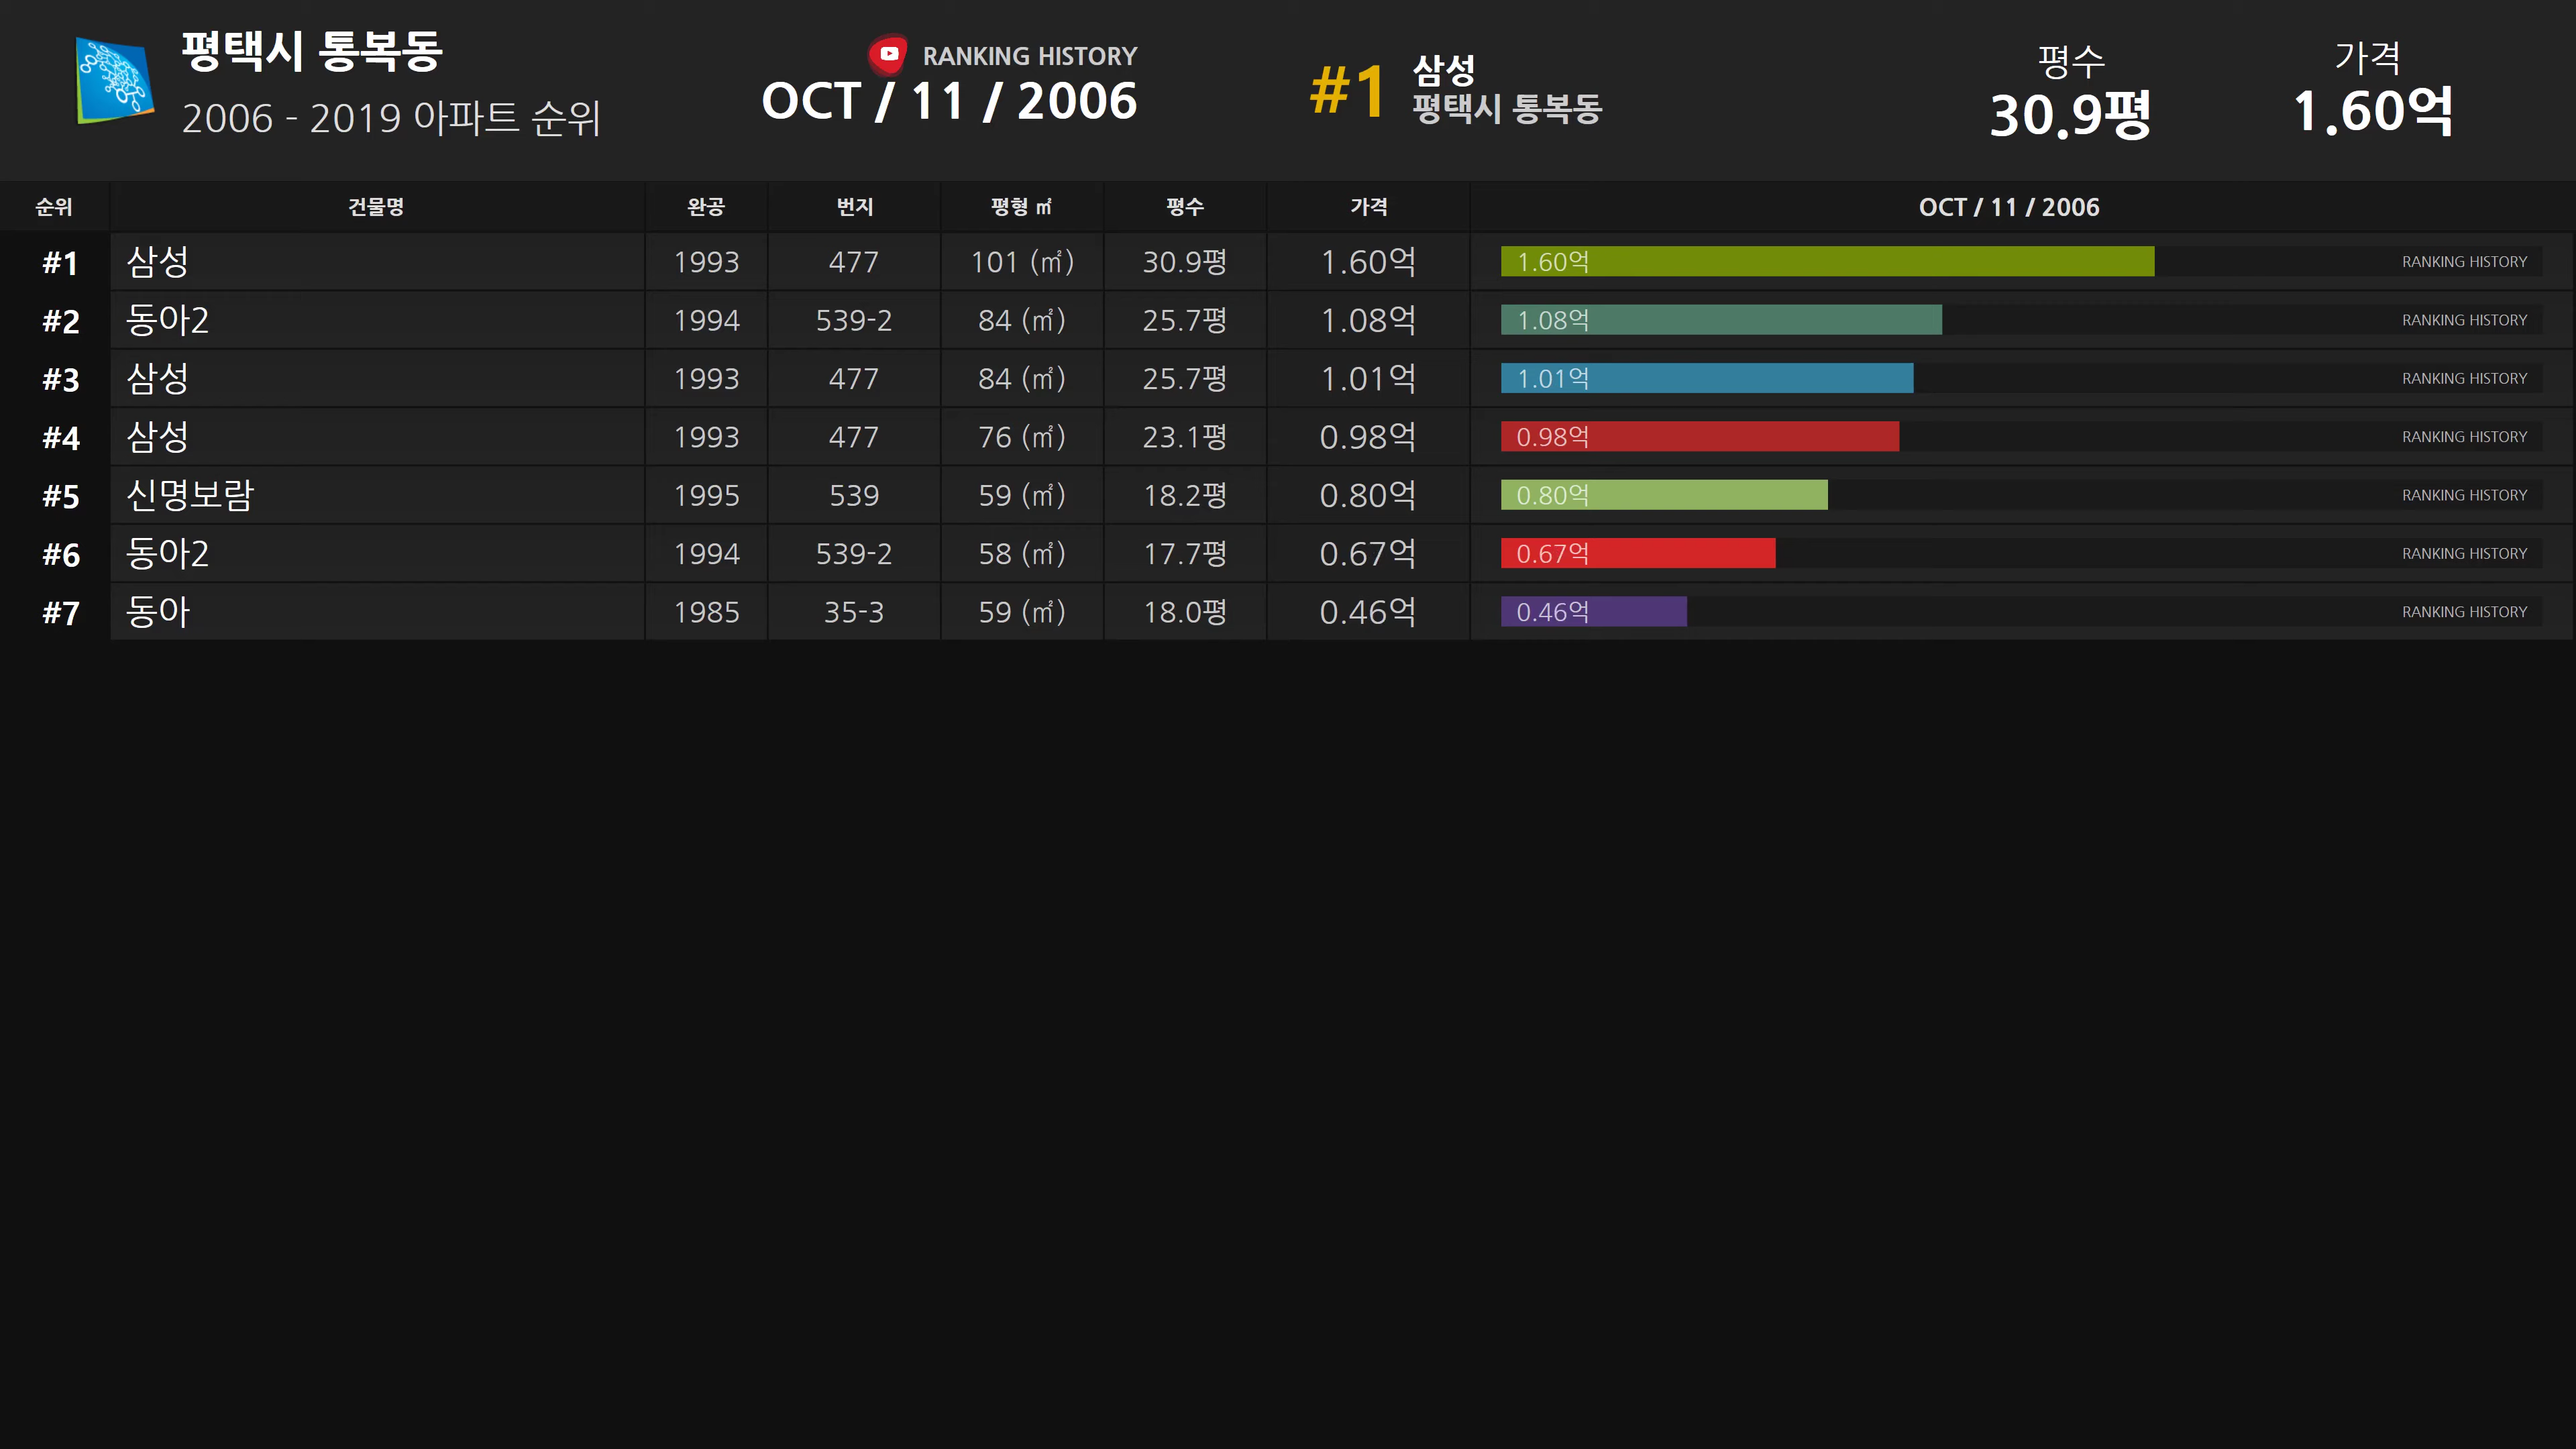 평택시 통복동
2006 - 2019 아파트 순위
RANKING HISTORY
OCT / 11 / 2006
#1 삼성
평택시 통복동
평수
30.9평
가격
1.60억
순위 건물명 완공 번지 평형 ㎡ 평수 가격 OCT / 11 / 2006
#1 삼성 1993 477 101 (㎡) 30.9평 1.60억 1.60억 RANKING HISTORY
#2 동아2 1994 539-2 84 (㎡) 25.7평 1.08억 1.08억 RANKING HISTORY
#3 삼성 1993 477 84 (㎡) 25.7평 1.01억 1.01억 RANKING HISTORY
#4 삼성 1993 477 76 (㎡) 23.1평 0.98억 0.98억 RANKING HISTORY
#5 신명보람 1995 539 59 (㎡) 18.2평 0.80억 0.80억 RANKING HISTORY
#6 동아2 1994 539-2 58 (㎡) 17.7평 0.67억 0.67억 RANKING HISTORY
#7 동아 1985 35-3 59 (㎡) 18.0평 0.46억 0.46억 RANKING HISTORY